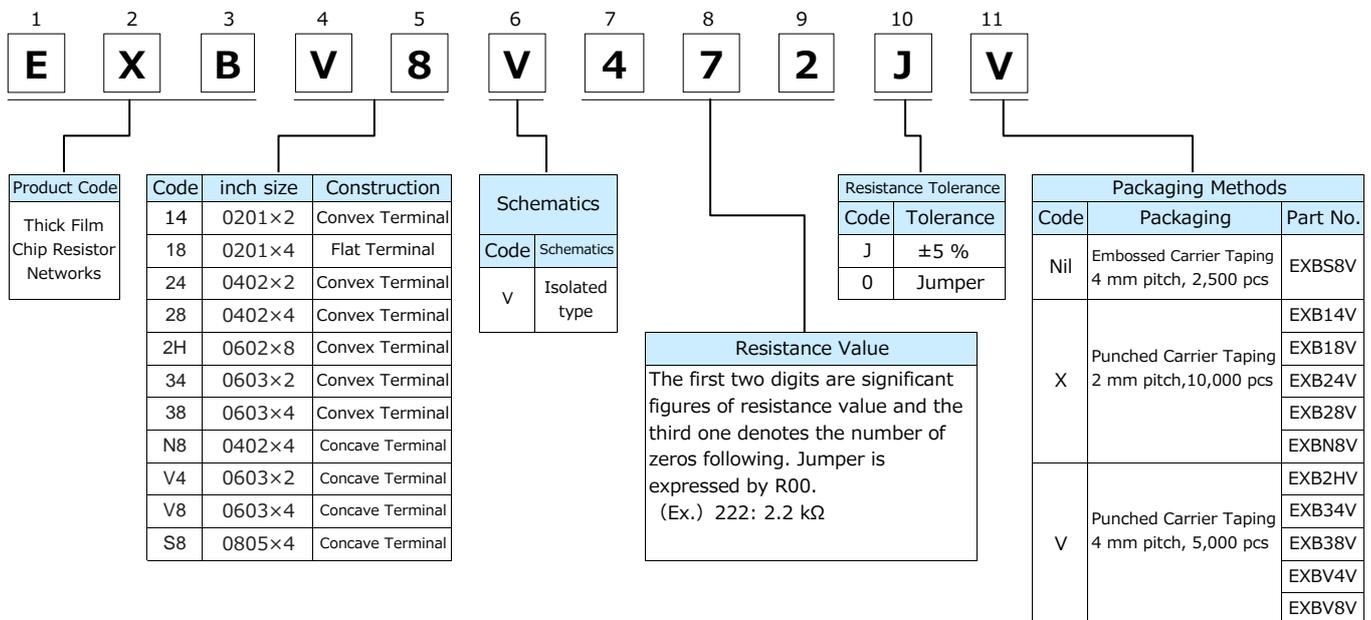 1 2 3 4 5 6 7 8 9 10 11
E X B V 8 V 4 7 2 J V
Product Code
Thick Film
Chip Resistor
Networks
Code inch size Construction
14 0201×2 Convex Terminal
18 0201×4 Flat Terminal
24 0402×2 Convex Terminal
28 0402×4 Convex Terminal
2H 0602×8 Convex Terminal
34 0603×2 Convex Terminal
38 0603×4 Convex Terminal
N8 0402×4 Concave Terminal
V4 0603×2 Concave Terminal
V8 0603×4 Concave Terminal
S8 0805×4 Concave Terminal
Schematics
Code Schematics
V Isolated
type
Resistance Value
The first two digits are significant
figures of resistance value and the
third one denotes the number of
zeros following. Jumper is
expressed by R00.
（Ex.）222: 2.2 kΩ
Resistance Tolerance
Code Tolerance
J ±5 %
0 Jumper
Packaging Methods
Code Packaging Part No.
Nil Embossed Carrier Taping
4 mm pitch, 2,500 pcs
EXBS8V
X Punched Carrier Taping
2 mm pitch,10,000 pcs
EXB14V
EXB18V
EXB24V
EXB28V
EXBN8V
V Punched Carrier Taping
4 mm pitch, 5,000 pcs
EXB2HV
EXB34V
EXB38V
EXBV4V
EXBV8V